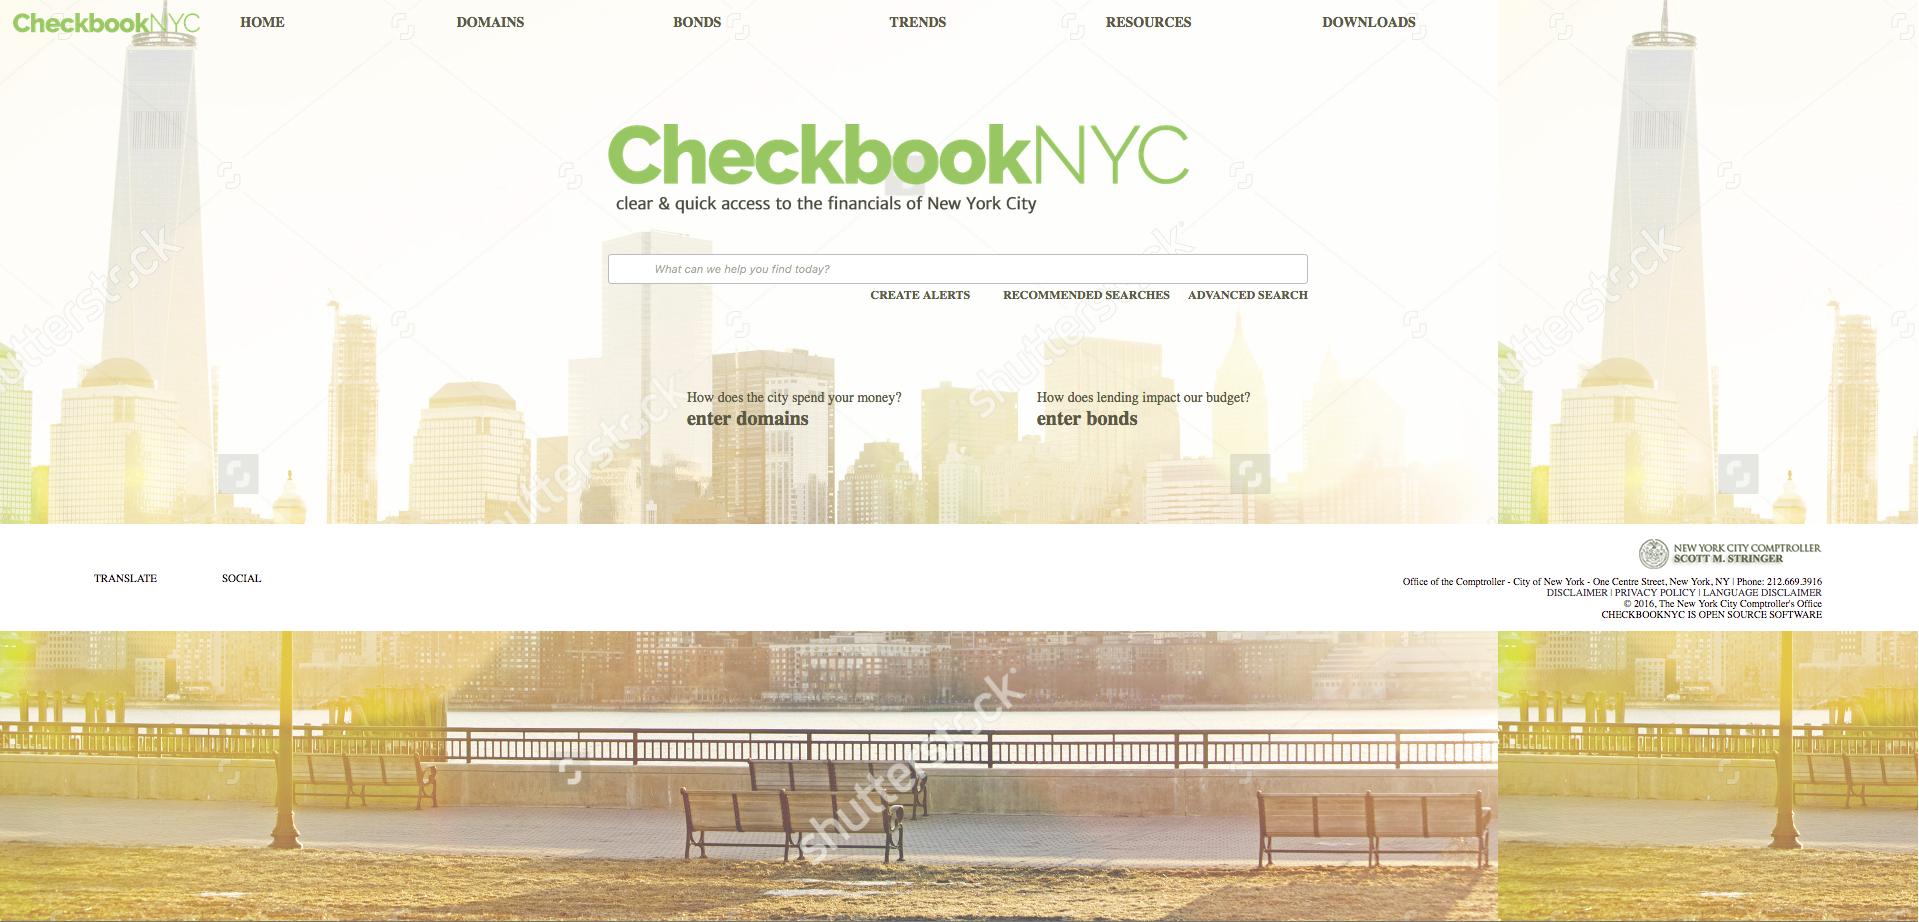 CheckbookNYC HOME DOMAINS BONDS TRENDS RESOURCES DOWNLOADS
CheckbookNYC
clear & quick access to the financials of New York City
What can we help you find today?
CREATE ALERTS RECOMMENDED SEARCHES ADVANCED SEARCH
How does the city spend your money?
enter domains
How does lending impact our budget?
enter bonds
shutterstock
shutterstock
shutterstock
shutterstock
TRANSLATE SOCIAL
NEW YORK CITY COMPTROLLER
SCOTT M. STRINGER
Office of the Comptroller - City of New York - One Centre Street, New York, NY | Phone: 212.669.3916
DISCLAIMER | PRIVACY POLICY | LANGUAGE DISCLAIMER
© 2016, The New York City Comptroller's Office
CHECKBOOKNYC IS OPEN SOURCE SOFTWARE
shutterstock